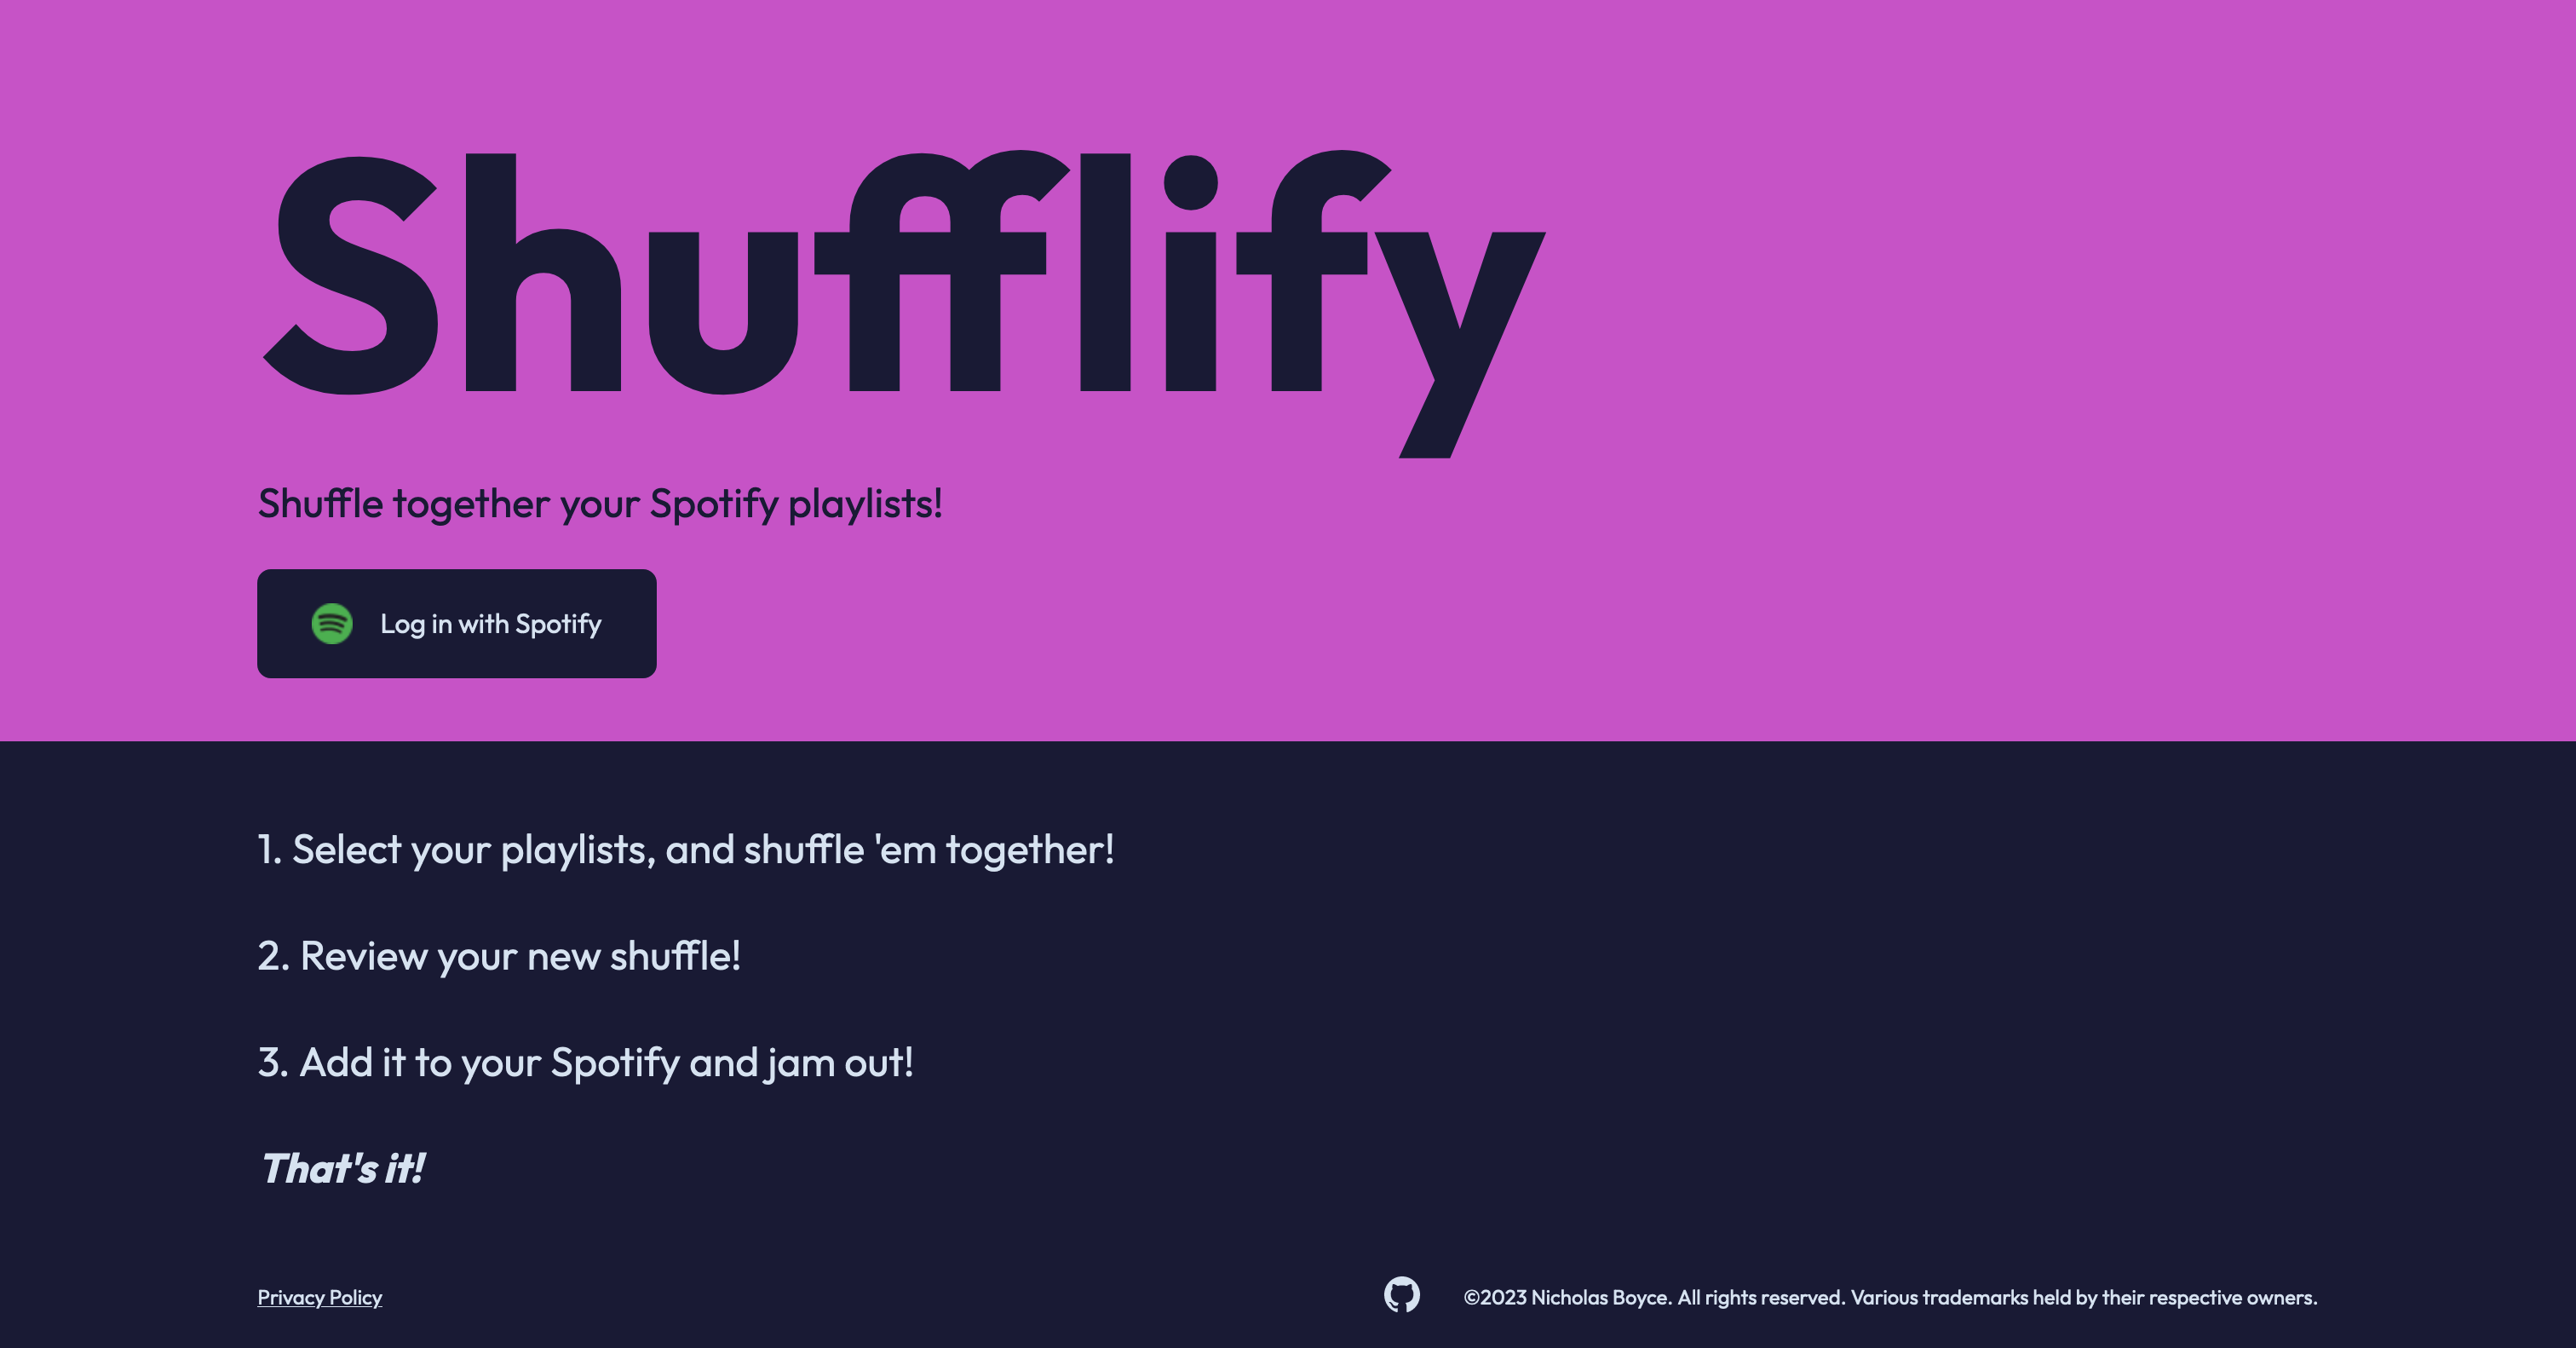 Shufflify
Shuffle together your Spotify playlists!
Log in with Spotify
1. Select your playlists, and shuffle 'em together!
2. Review your new shuffle!
3. Add it to your Spotify and jam out!
That's it!
Privacy Policy
©2023 Nicholas Boyce. All rights reserved. Various trademarks held by their respective owners.